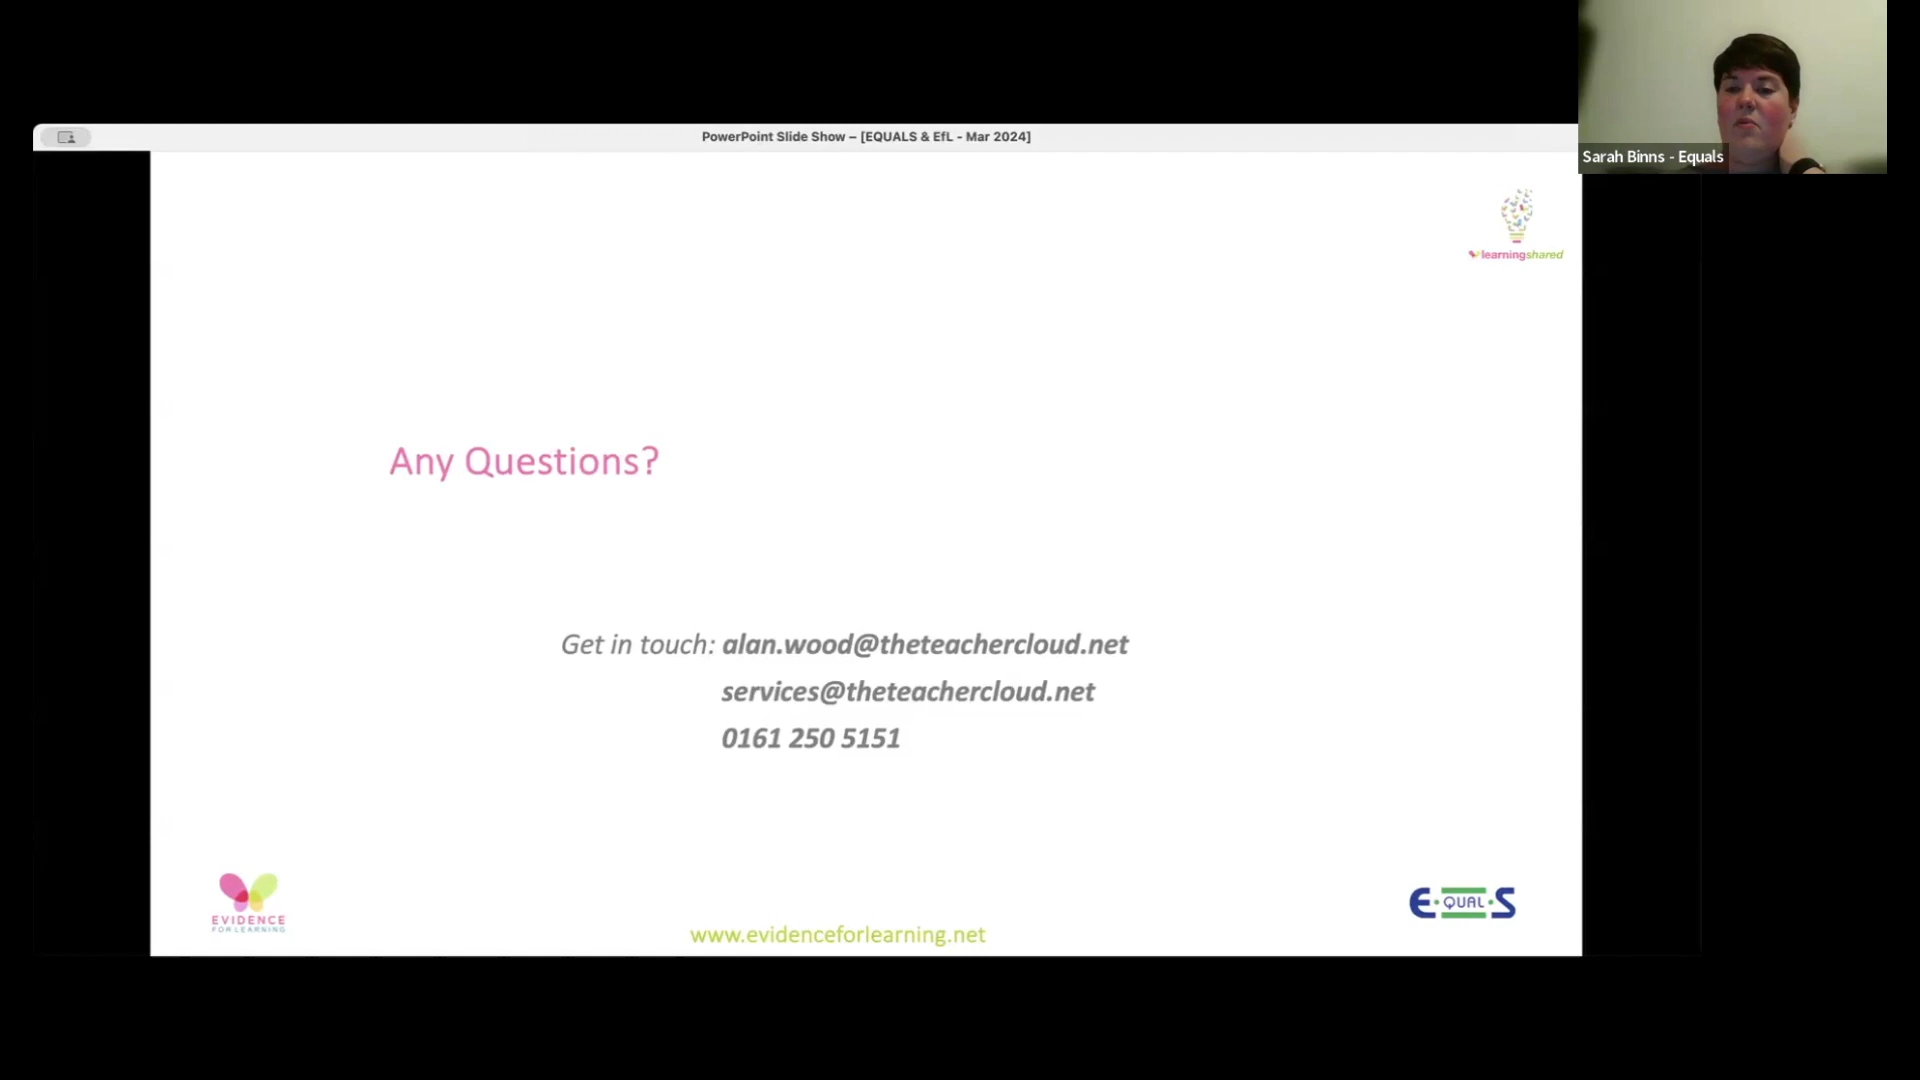 PowerPoint Slide Show – [EQUALS & EfL - Mar 2024]
Sarah Binns - Equals
learningshared
Any Questions?
Get in touch: alan.wood@theteachercloud.net
services@theteachercloud.net
0161 250 5151
EVIDENCE
FOR LEARNING
E·QUAL·S
www.evidenceforlearning.net